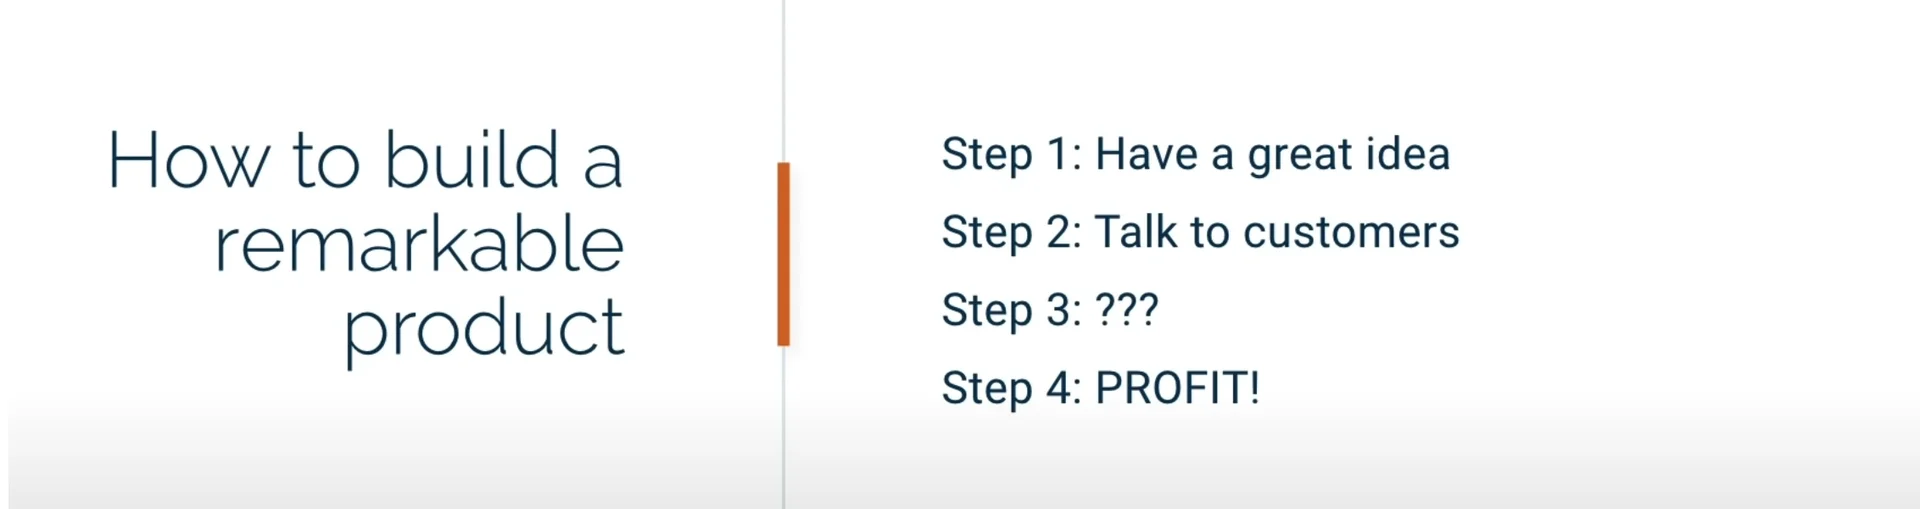 How to build a
remarkable
product
Step 1: Have a great idea
Step 2: Talk to customers
Step 3: ???
Step 4: PROFIT!